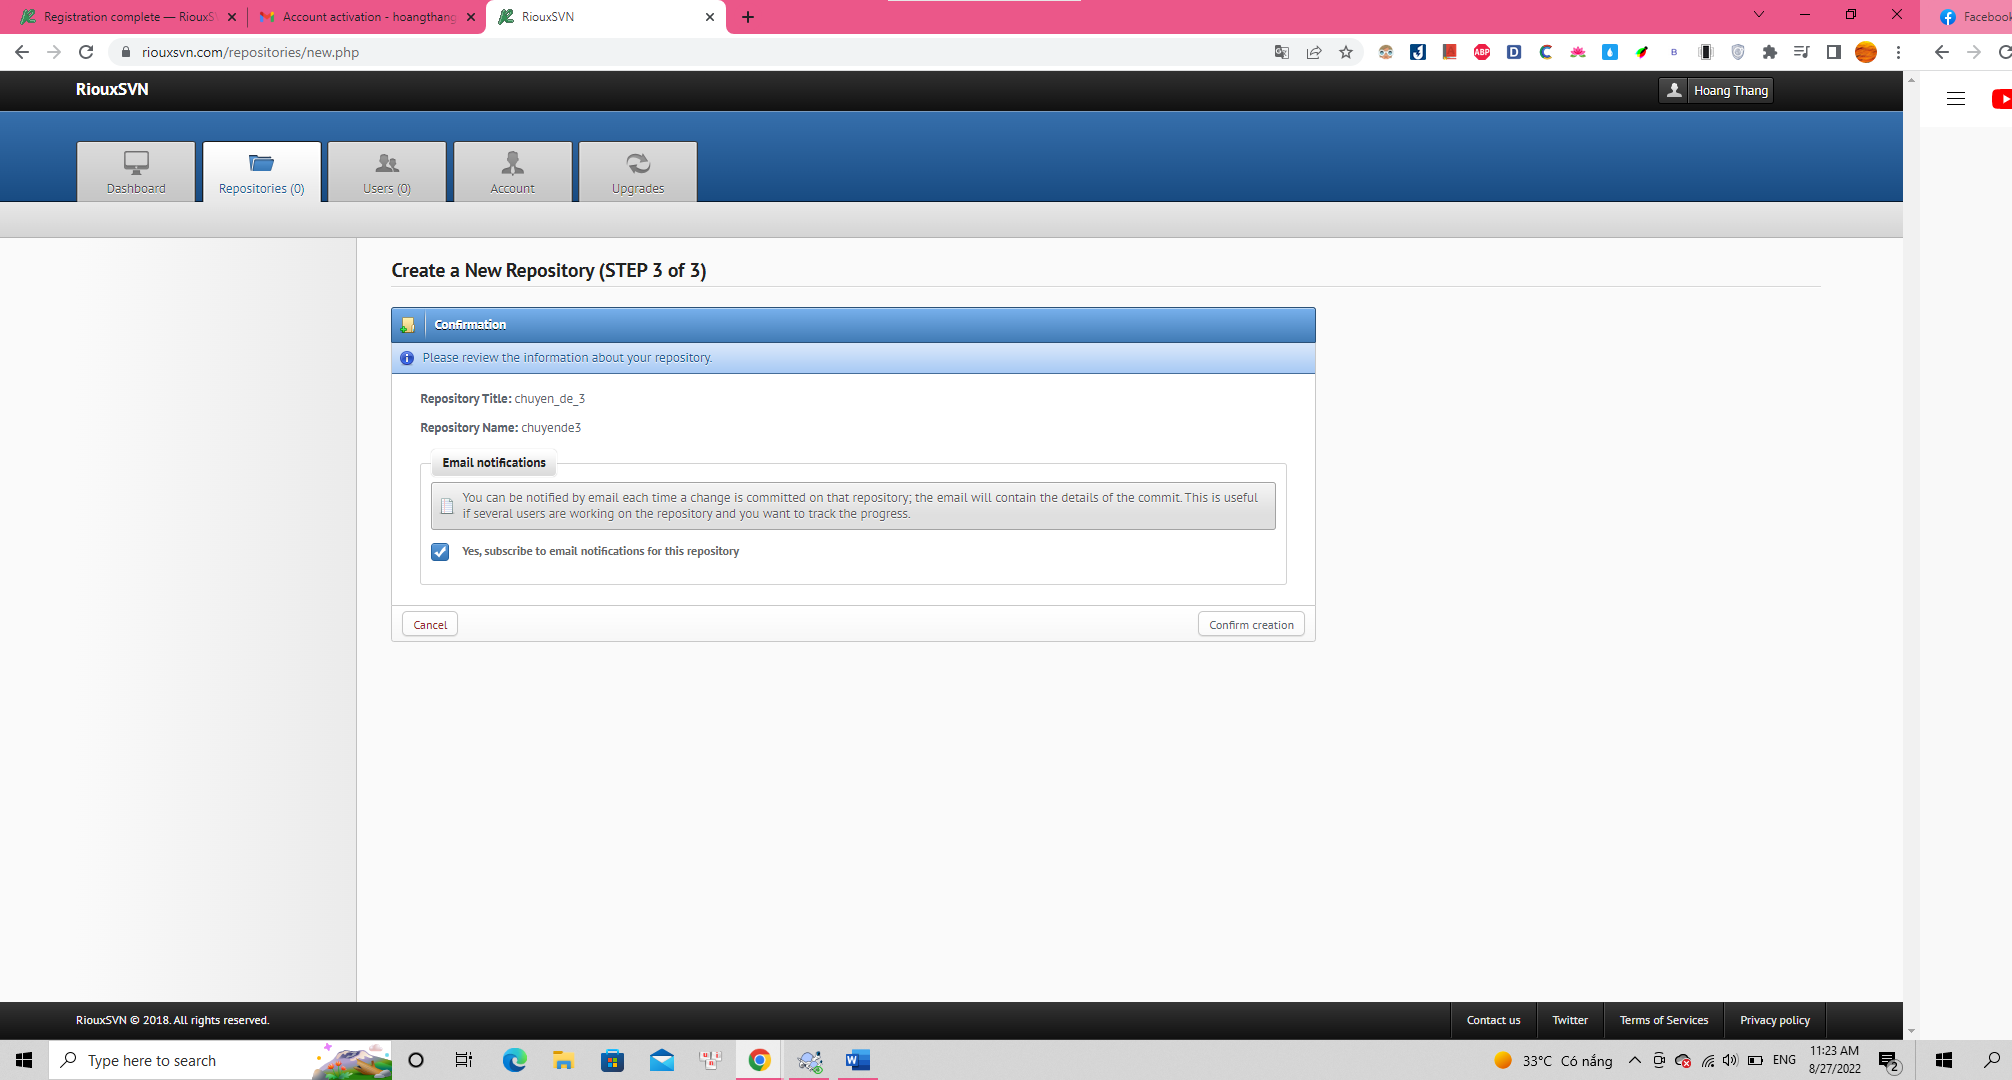 Registration complete — RiouxS
Account activation - hoangthang
RiouxSVN
Facebook
riouxsvn.com/repositories/new.php
RiouxSVN
Hoang Thang
Dashboard
Repositories (0)
Users (0)
Account
Upgrades
Create a New Repository (STEP 3 of 3)
Confirmation
Please review the information about your repository.
Repository Title: chuyen_de_3
Repository Name: chuyende3
Email notifications
You can be notified by email each time a change is committed on that repository; the email will contain the details of the commit. This is useful
if several users are working on the repository and you want to track the progress.
Yes, subscribe to email notifications for this repository
Cancel
Confirm creation
RiouxSVN © 2018. All rights reserved.
Contact us
Twitter
Terms of Services
Privacy policy
Type here to search
33°C Có nắng
ENG
11:23 AM
8/27/2022
2